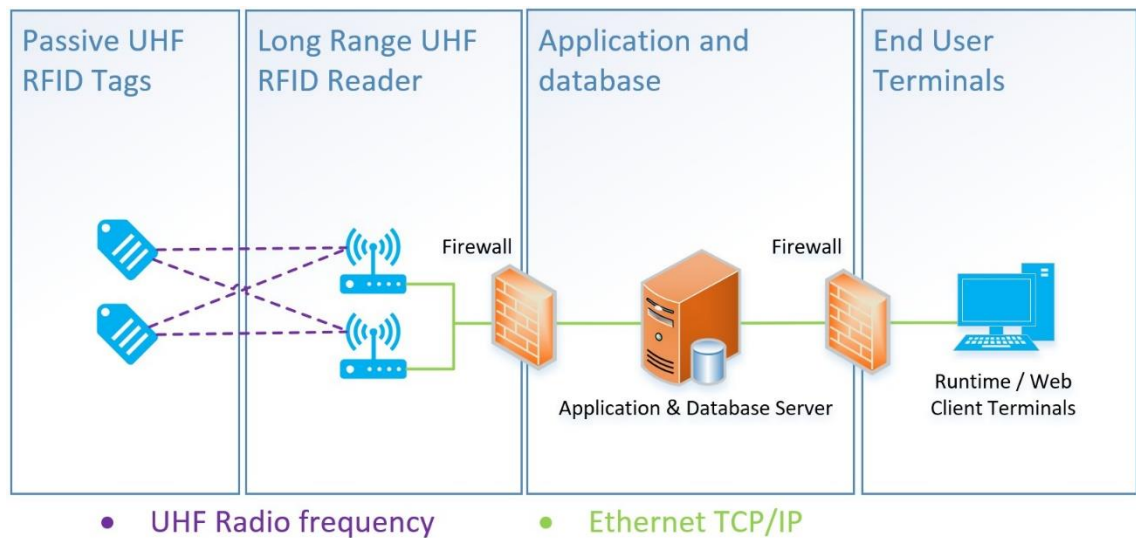 Passive UHF
RFID Tags
Long Range UHF
RFID Reader
Application and
database
End User
Terminals
Firewall
Firewall
Application & Database Server
Runtime / Web
Client Terminals
• UHF Radio frequency
• Ethernet TCP/IP